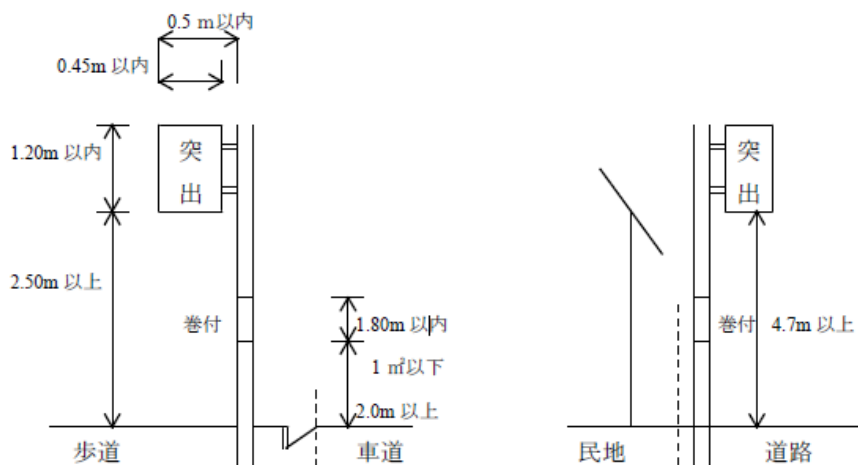 0.5 m以内
0.45m 以内
1.20m 以内
突
出
突
出
2.50m 以上
巻付
1.80m 以内
巻付
4.7m 以上
1 ㎡以下
2.0m 以上
歩道
車道
民地
道路